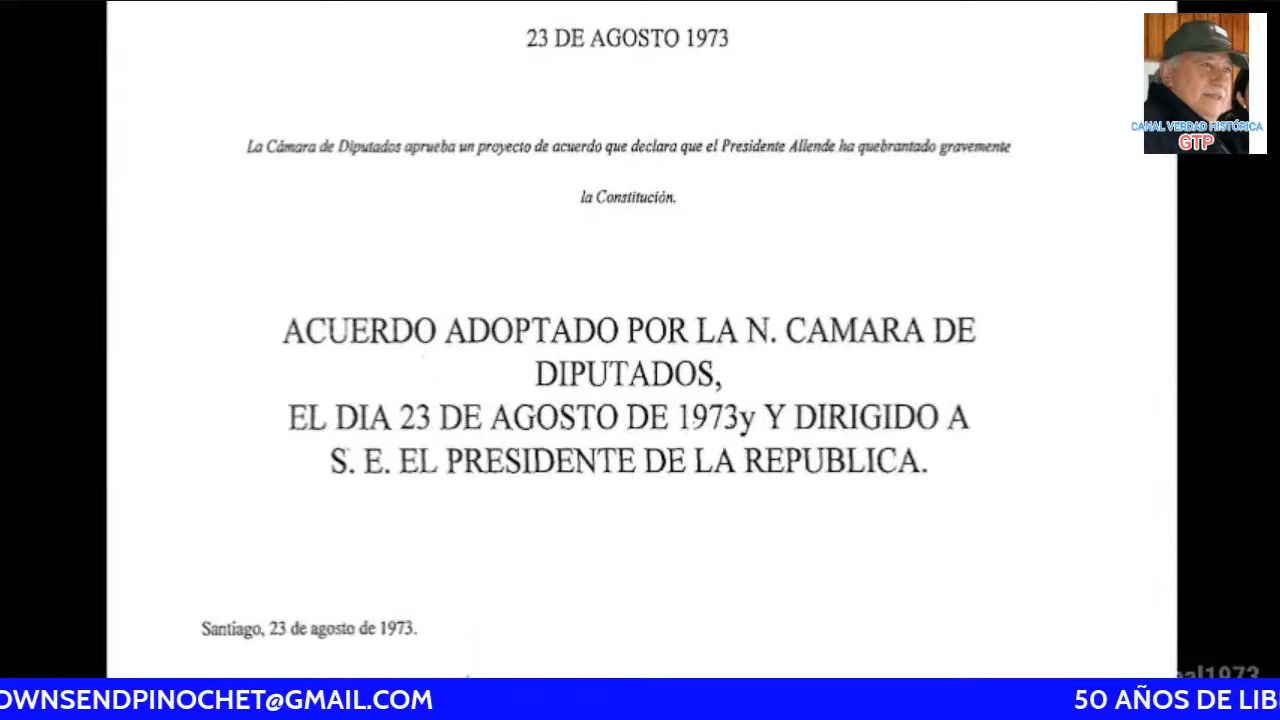 23 DE AGOSTO 1973
La Cámara de Diputados aprueba un proyecto de acuerdo que declara que el Presidente Allende ha quebrantado gravemente
la Constitución.
CANAL VERDAD HISTÓRICA
GTP
ACUERDO ADOPTADO POR LA N. CAMARA DE
DIPUTADOS,
EL DIA 23 DE AGOSTO DE 1973y Y DIRIGIDO A
S. E. EL PRESIDENTE DE LA REPUBLICA.
Santiago, 23 de agosto de 1973.
al1973
OWNSENDPINOCHET@GMAIL.COM
50 AÑOS DE LIB